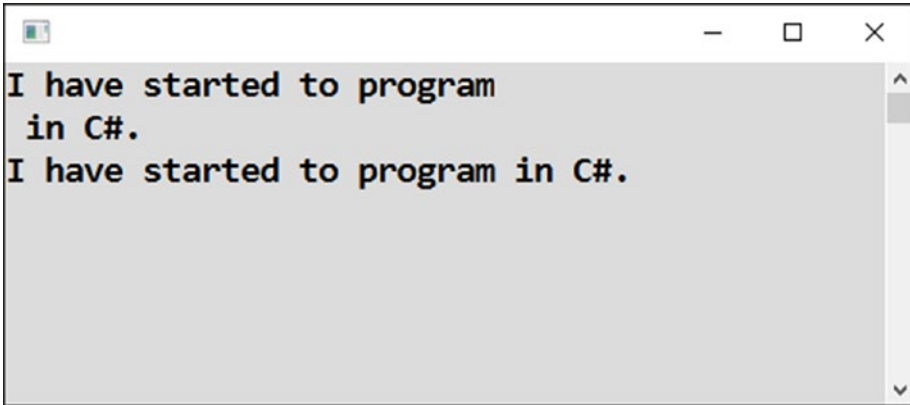 I have started to program
 in C#.
I have started to program in C#.